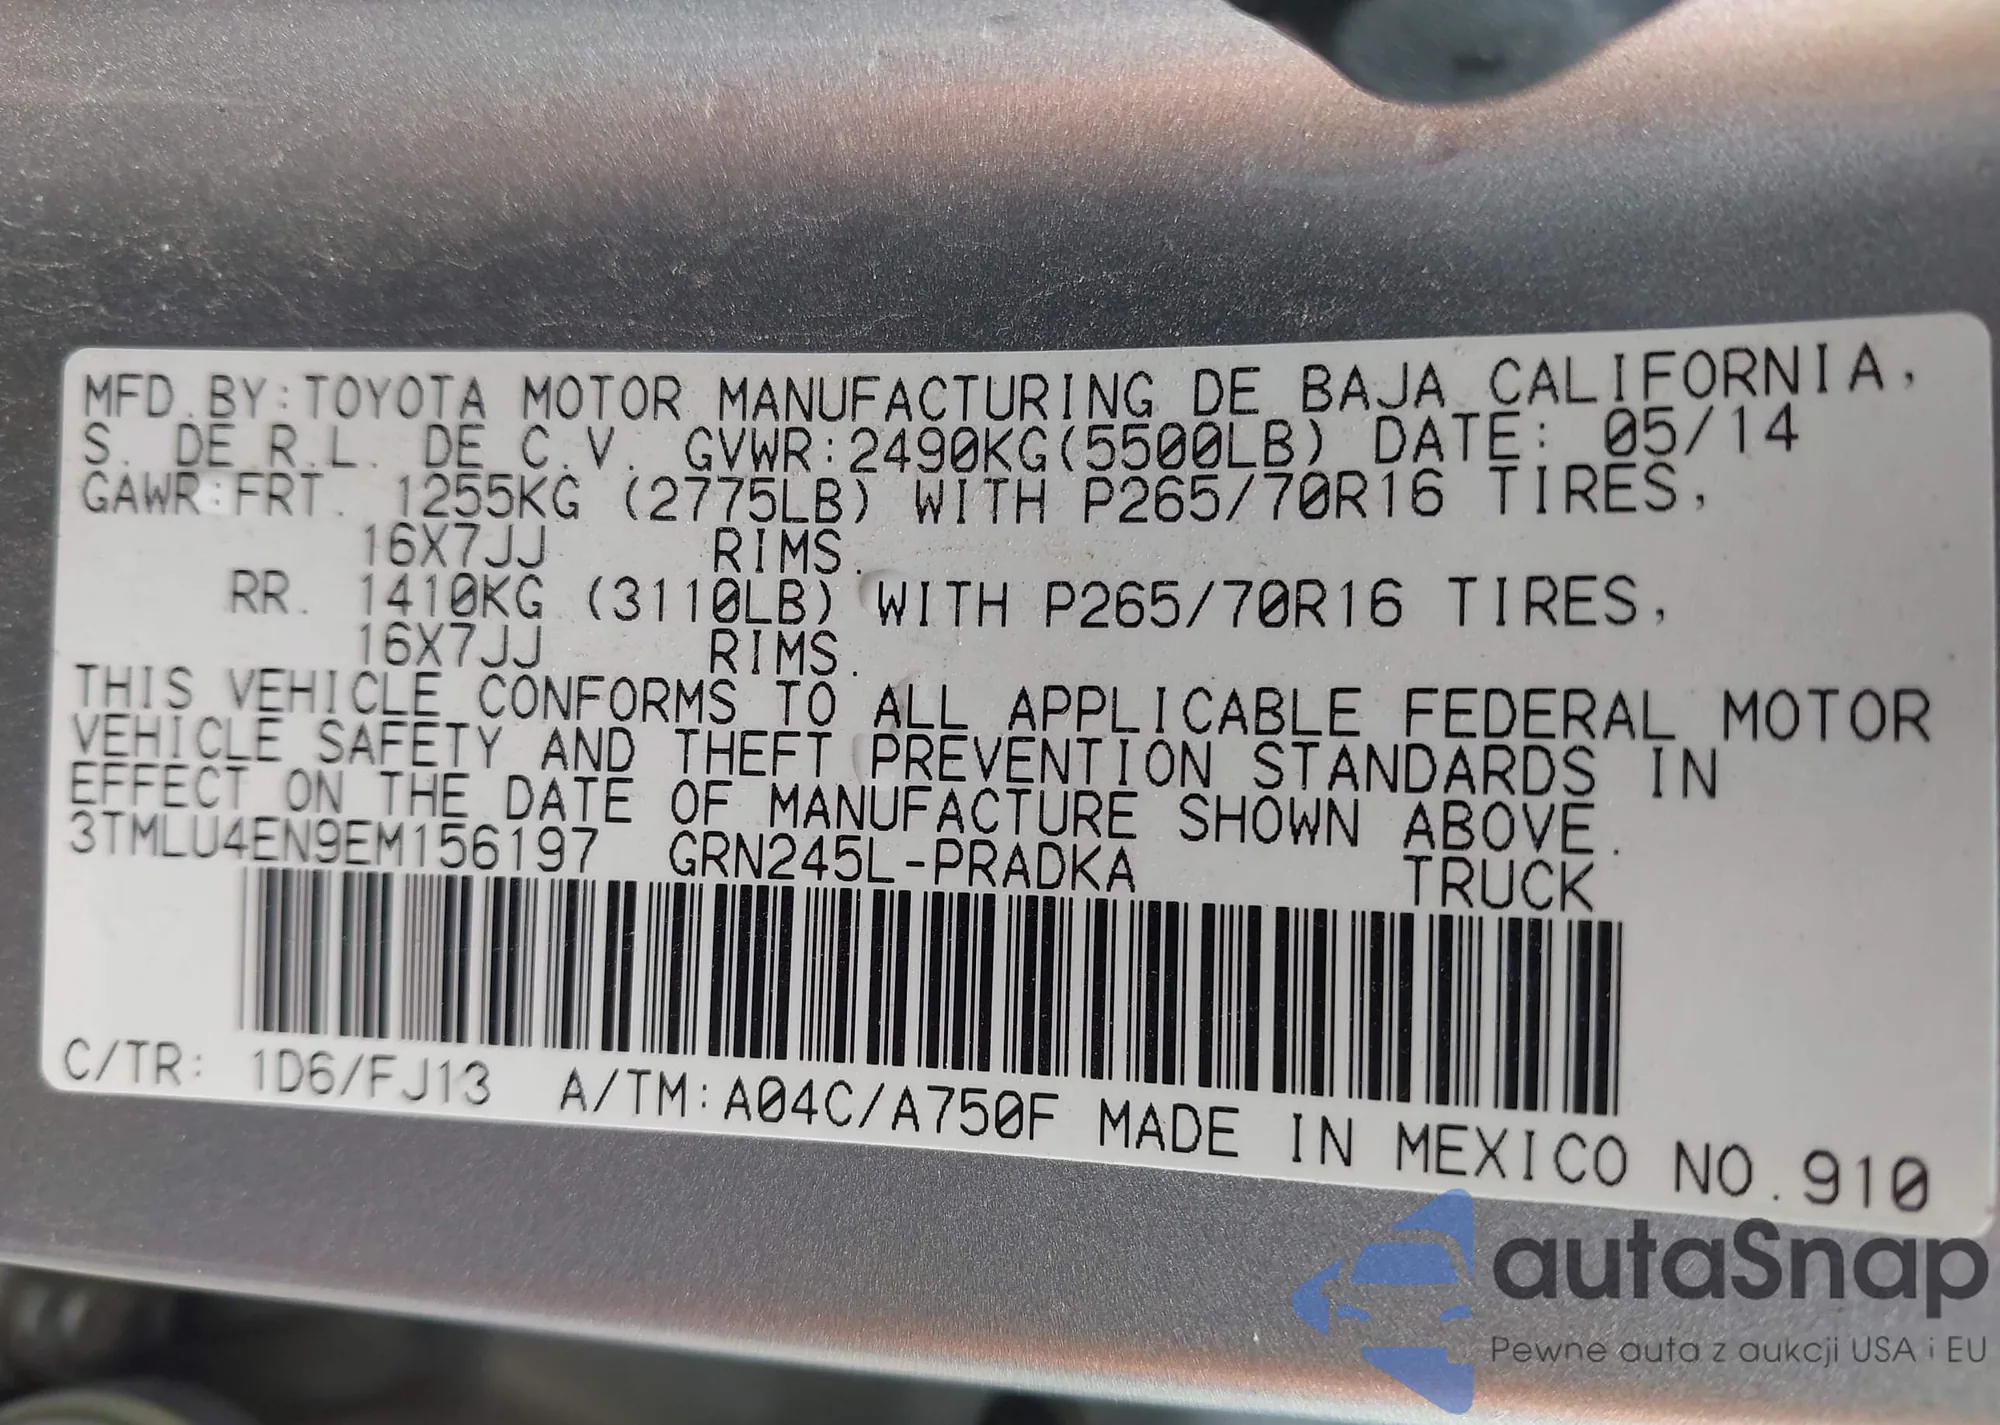 MFD.BY:TOYOTA MOTOR MANUFACTURING DE BAJA CALIFORNIA,
S. DE R.L. DE C.V. GVWR:2490KG(5500LB) DATE: 05/14
GAWR:FRT. 1255KG (2775LB) WITH P265/70R16 TIRES,
16X7JJ RIMS.
RR. 1410KG (3110LB) WITH P265/70R16 TIRES,
16X7JJ RIMS.
THIS VEHICLE CONFORMS TO ALL APPLICABLE FEDERAL MOTOR
VEHICLE SAFETY AND THEFT PREVENTION STANDARDS IN
EFFECT ON THE DATE OF MANUFACTURE SHOWN ABOVE.
3TMLU4EN9EM156197 GRN245L-PRADKA TRUCK
C/TR: 1D6/FJ13 A/TM:A04C/A750F MADE IN MEXICO NO.910
autaSnap
Pewne auta z aukcji USA i EU